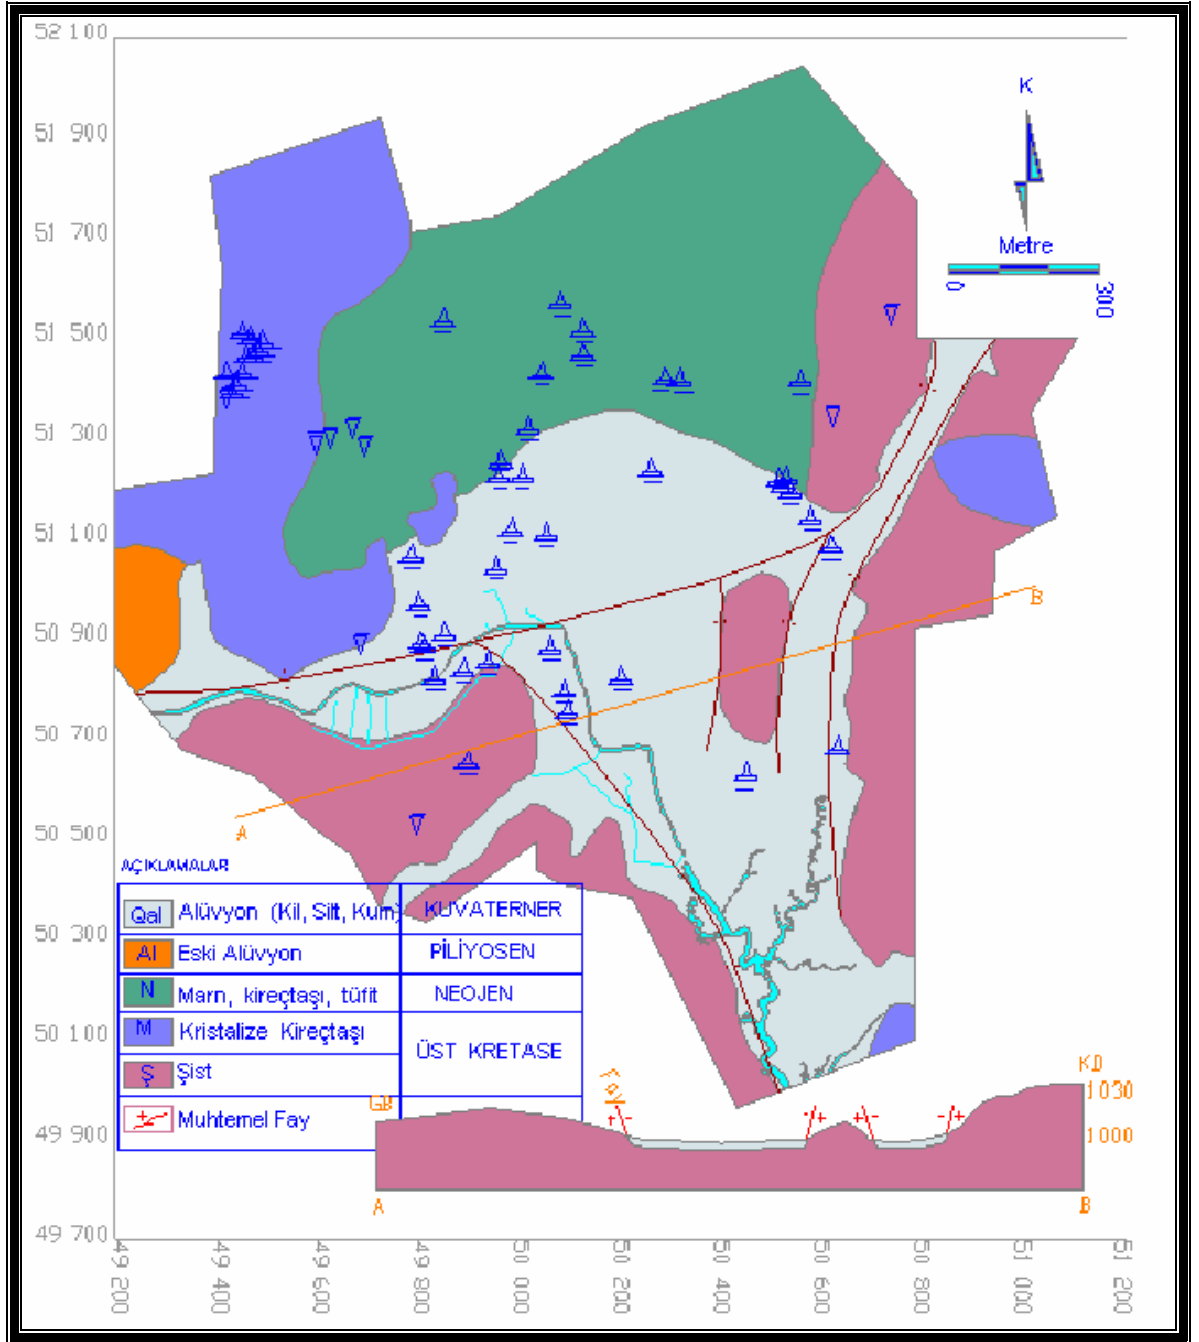 52 100
51 900
51 700
51 500
51 300
51 100
50 900
50 700
50 500
50 300
50 100
49 900
49 700
K
Metre
0
300
B
A
AÇIKLAMALAR
Qal Alüvyon (Kil, Silt, Kum) KUVATERNER
Al Eski Alüvyon PİLİYOSEN
N Marn, kireçtaşı, tüfit NEOJEN
M Kristalize Kireçtaşı
ÜST KRETASE
Ş Şist
Muhtemel Fay
GB
Çay
KD
1030
1000
A
B
49 200
49 400
49 600
49 800
50 000
50 200
50 400
50 600
50 800
51 000
51 200